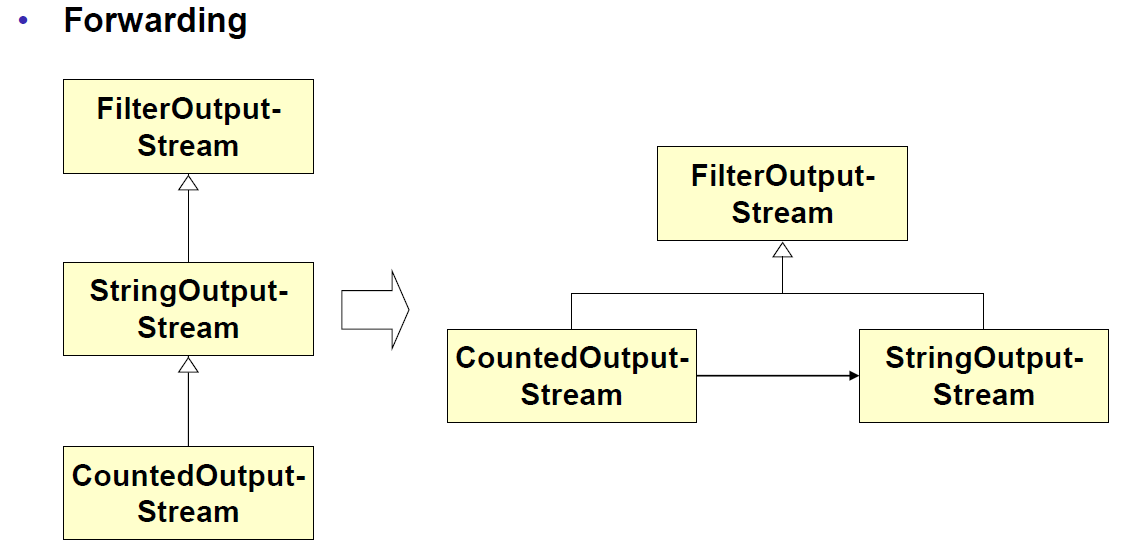 • Forwarding
FilterOutput-
Stream
StringOutput-
Stream
CountedOutput-
Stream
FilterOutput-
Stream
CountedOutput-
Stream
StringOutput-
Stream